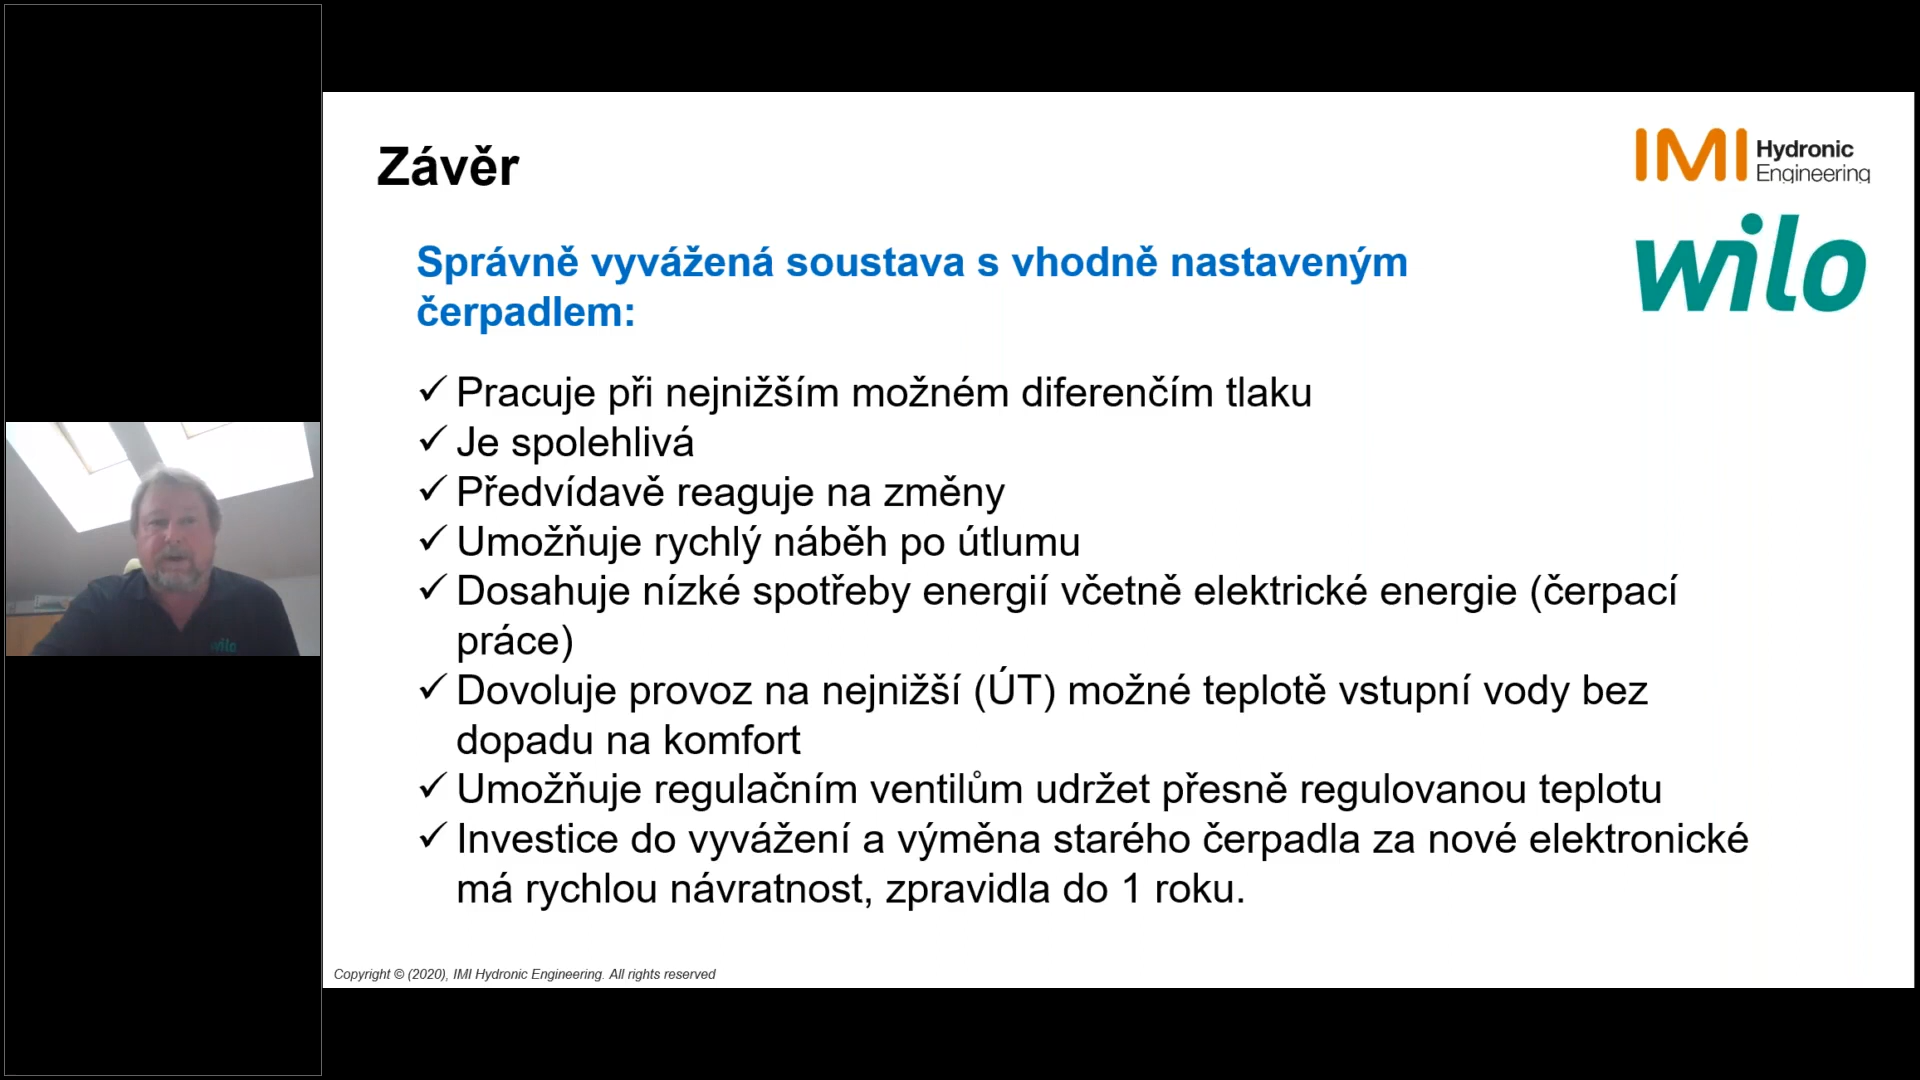 Závěr
IMI Hydronic
Engineering
wilo
Správně vyvážená soustava s vhodně nastaveným
čerpadlem:
✓ Pracuje při nejnižším možném diferenčím tlaku
✓ Je spolehlivá
✓ Předvídavě reaguje na změny
✓ Umožňuje rychlý náběh po útlumu
✓ Dosahuje nízké spotřeby energií včetně elektrické energie (čerpací
práce)
✓ Dovoluje provoz na nejnižší (ÚT) možné teplotě vstupní vody bez
dopadu na komfort
✓ Umožňuje regulačním ventilům udržet přesně regulovanou teplotu
✓ Investice do vyvážení a výměna starého čerpadla za nové elektronické
má rychlou návratnost, zpravidla do 1 roku.
wilo
Copyright © (2020), IMI Hydronic Engineering. All rights reserved